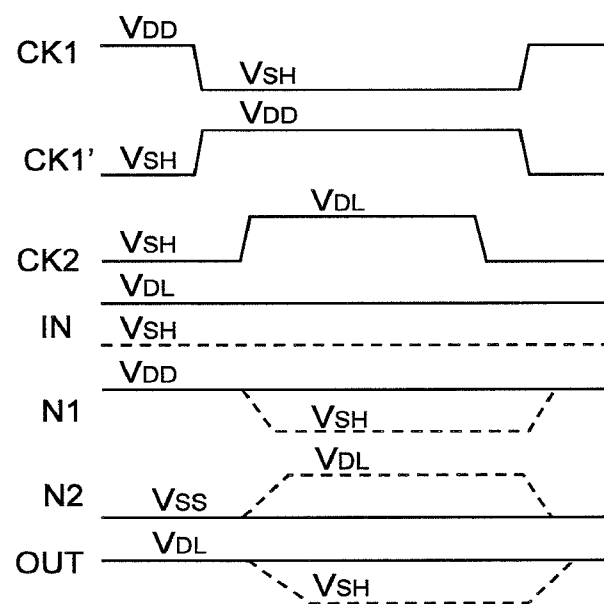 CK1 VDD VSH
CK1' VSH VDD
CK2 VSH VDL
IN VDL
VSH
N1 VDD VSH
N2 VSS VDL
OUT VDL VSH